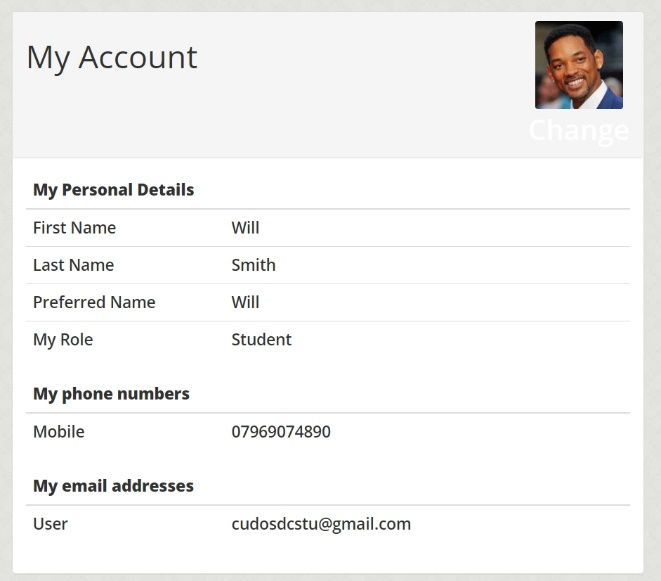 My Account
Change
My Personal Details
First Name Will
Last Name Smith
Preferred Name Will
My Role Student
My phone numbers
Mobile 07969074890
My email addresses
User cudosdcstu@gmail.com